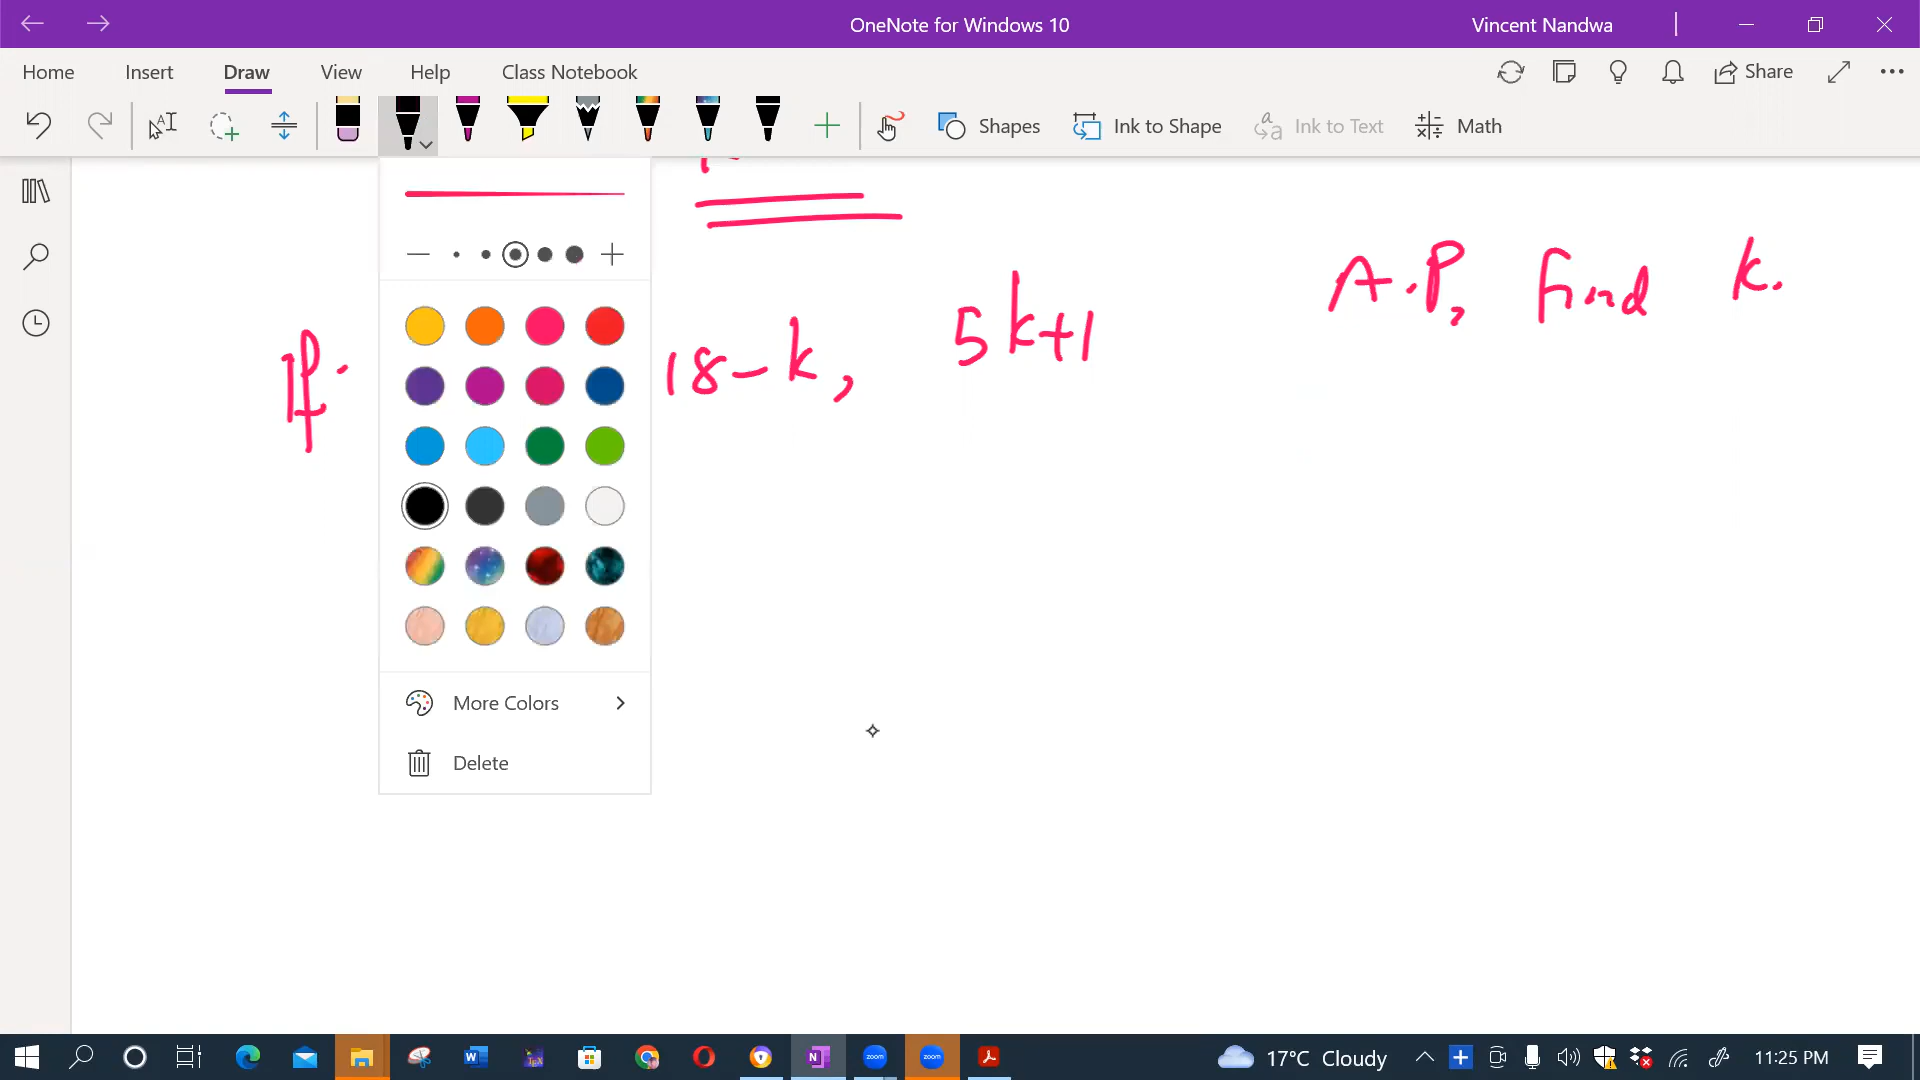 OneNote for Windows 10
Vincent Nandwa
Home Insert Draw View Help Class Notebook
Share
Shapes Ink to Shape Ink to Text Math
A.P, find k.
If 18-k, 5k+1
More Colors
Delete
17°C Cloudy
11:25 PM